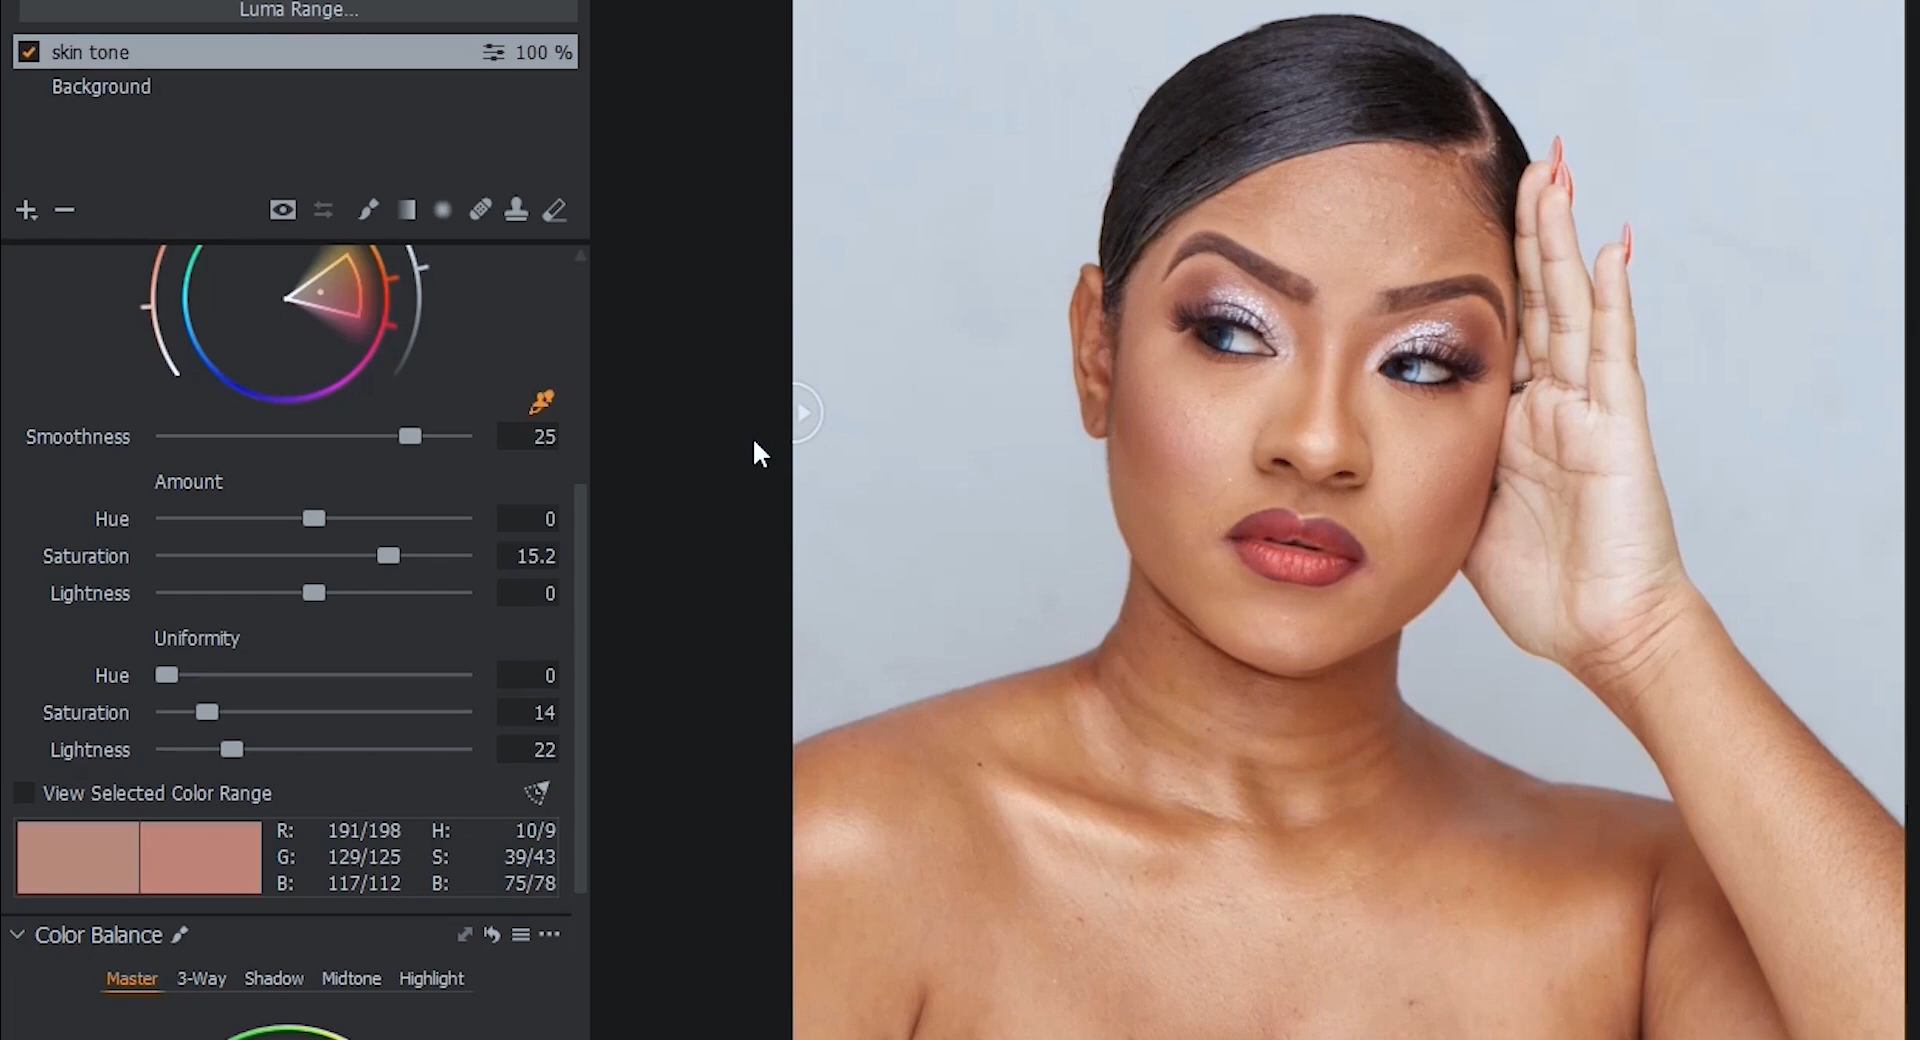 Luma Range...
skin tone 100 %
Background
Smoothness 25
Amount
Hue 0
Saturation 15.2
Lightness 0
Uniformity
Hue 0
Saturation 14
Lightness 22
View Selected Color Range
R: 191/198 H: 10/9
G: 129/125 S: 39/43
B: 117/112 B: 75/78
Color Balance
Master 3-Way Shadow Midtone Highlight